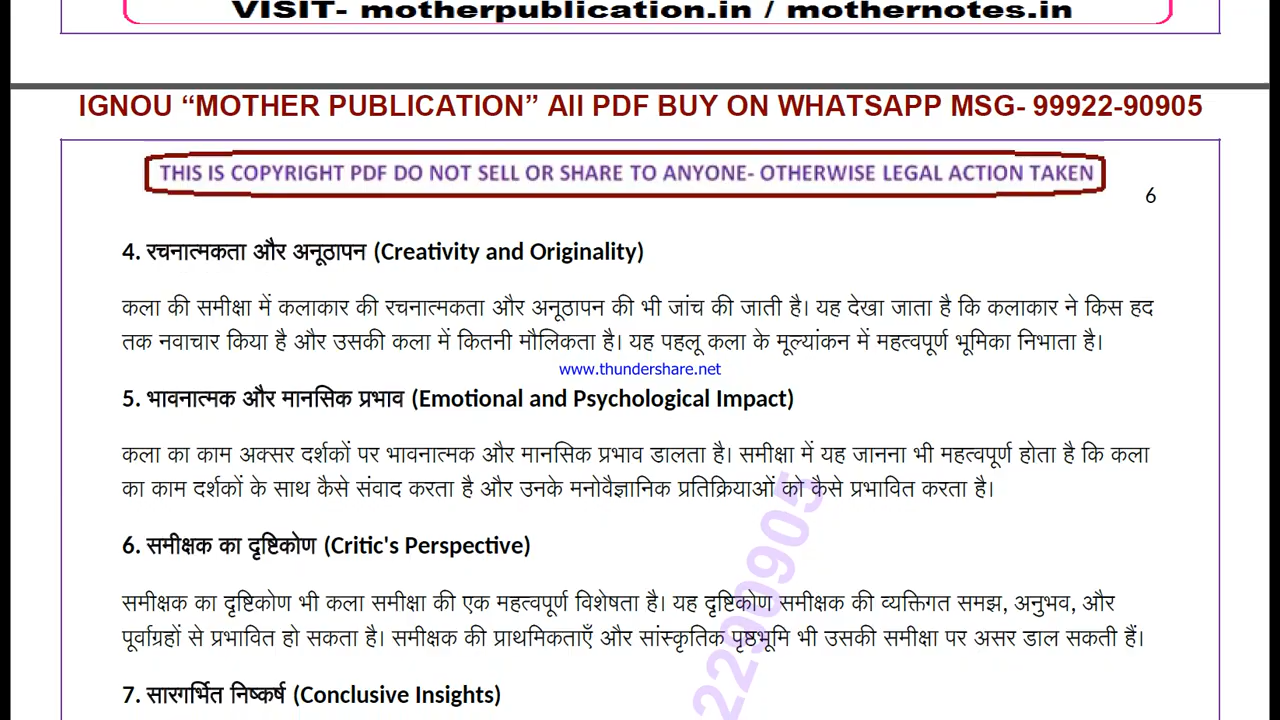 VISIT- motherpublication.in / mothernotes.in
IGNOU “MOTHER PUBLICATION” All PDF BUY ON WHATSAPP MSG- 99922-90905
THIS IS COPYRIGHT PDF DO NOT SELL OR SHARE TO ANYONE- OTHERWISE LEGAL ACTION TAKEN
6
4. रचनात्मकता और अनूठापन (Creativity and Originality)
कला की समीक्षा में कलाकार की रचनात्मकता और अनूठापन की भी जांच की जाती है। यह देखा जाता है कि कलाकार ने किस हद
तक नवाचार किया है और उसकी कला में कितनी मौलिकता है। यह पहलू कला के मूल्यांकन में महत्वपूर्ण भूमिका निभाता है।
www.thundershare.net
5. भावनात्मक और मानसिक प्रभाव (Emotional and Psychological Impact)
कला का काम अक्सर दर्शकों पर भावनात्मक और मानसिक प्रभाव डालता है। समीक्षा में यह जानना भी महत्वपूर्ण होता है कि कला
का काम दर्शकों के साथ कैसे संवाद करता है और उनके मनोवैज्ञानिक प्रतिक्रियाओं को कैसे प्रभावित करता है।
6. समीक्षक का दृष्टिकोण (Critic's Perspective)
समीक्षक का दृष्टिकोण भी कला समीक्षा की एक महत्वपूर्ण विशेषता है। यह दृष्टिकोण समीक्षक की व्यक्तिगत समझ, अनुभव, और
पूर्वाग्रहों से प्रभावित हो सकता है। समीक्षक की प्राथमिकताएँ और सांस्कृतिक पृष्ठभूमि भी उसकी समीक्षा पर असर डाल सकती हैं।
7. सारगर्भित निष्कर्ष (Conclusive Insights)
2290905